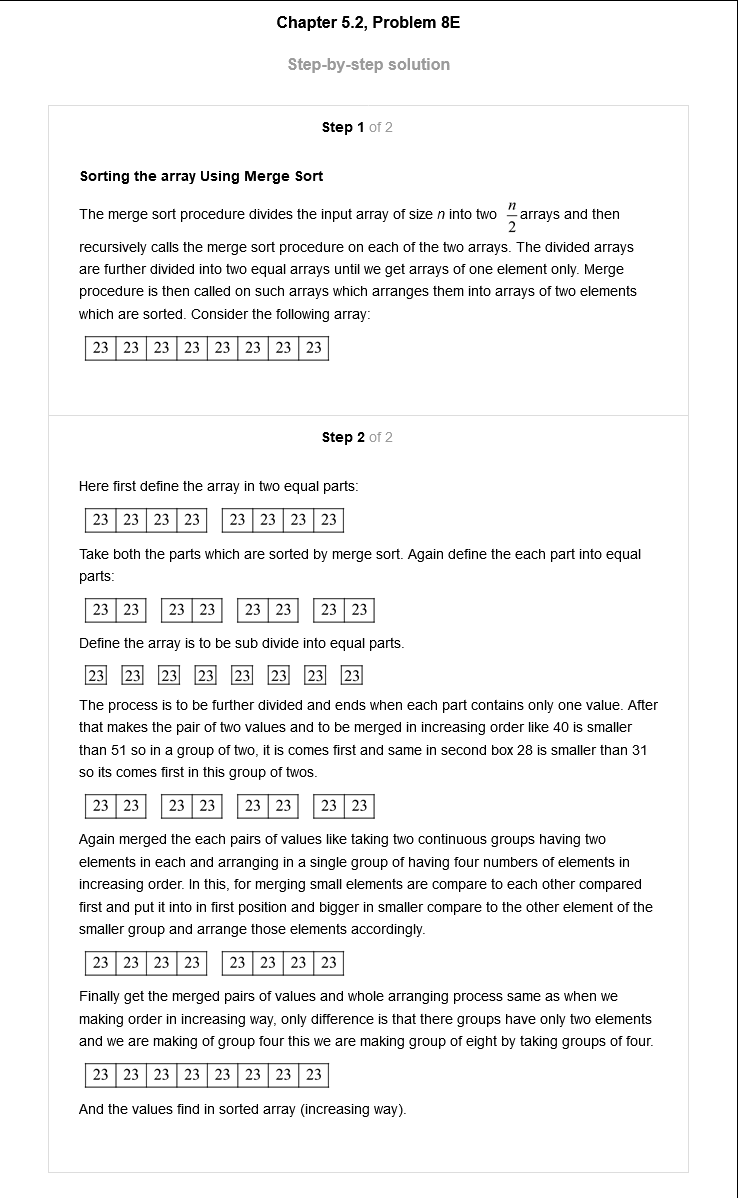 Chapter 5.2, Problem 8E
Step-by-step solution
Step 1 of 2
Sorting the array Using Merge Sort
The merge sort procedure divides the input array of size n into two n/2 arrays and then
recursively calls the merge sort procedure on each of the two arrays. The divided arrays
are further divided into two equal arrays until we get arrays of one element only. Merge
procedure is then called on such arrays which arranges them into arrays of two elements
which are sorted. Consider the following array:
23 23 23 23 23 23 23 23
Step 2 of 2
Here first define the array in two equal parts:
23 23 23 23 23 23 23 23
Take both the parts which are sorted by merge sort. Again define the each part into equal
parts:
23 23 23 23 23 23 23 23
Define the array is to be sub divide into equal parts.
23 23 23 23 23 23 23 23
The process is to be further divided and ends when each part contains only one value. After
that makes the pair of two values and to be merged in increasing order like 40 is smaller
than 51 so in a group of two, it is comes first and same in second box 28 is smaller than 31
so its comes first in this group of twos.
23 23 23 23 23 23 23 23
Again merged the each pairs of values like taking two continuous groups having two
elements in each and arranging in a single group of having four numbers of elements in
increasing order. In this, for merging small elements are compare to each other compared
first and put it into in first position and bigger in smaller compare to the other element of the
smaller group and arrange those elements accordingly.
23 23 23 23 23 23 23 23
Finally get the merged pairs of values and whole arranging process same as when we
making order in increasing way, only difference is that there groups have only two elements
and we are making of group four this we are making group of eight by taking groups of four.
23 23 23 23 23 23 23 23
And the values find in sorted array (increasing way).